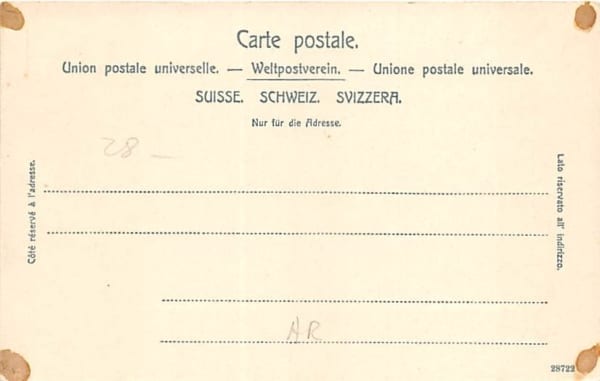 Carte postale.
Union postale universelle. — Weltpostverein. — Unione postale universale.
SUISSE. SCHWEIZ. SVIZZERA.
Nur für die Adresse.
28 —
Côté réservé à l'adresse.
Lato riservato all' indirizzo.
AR
28722